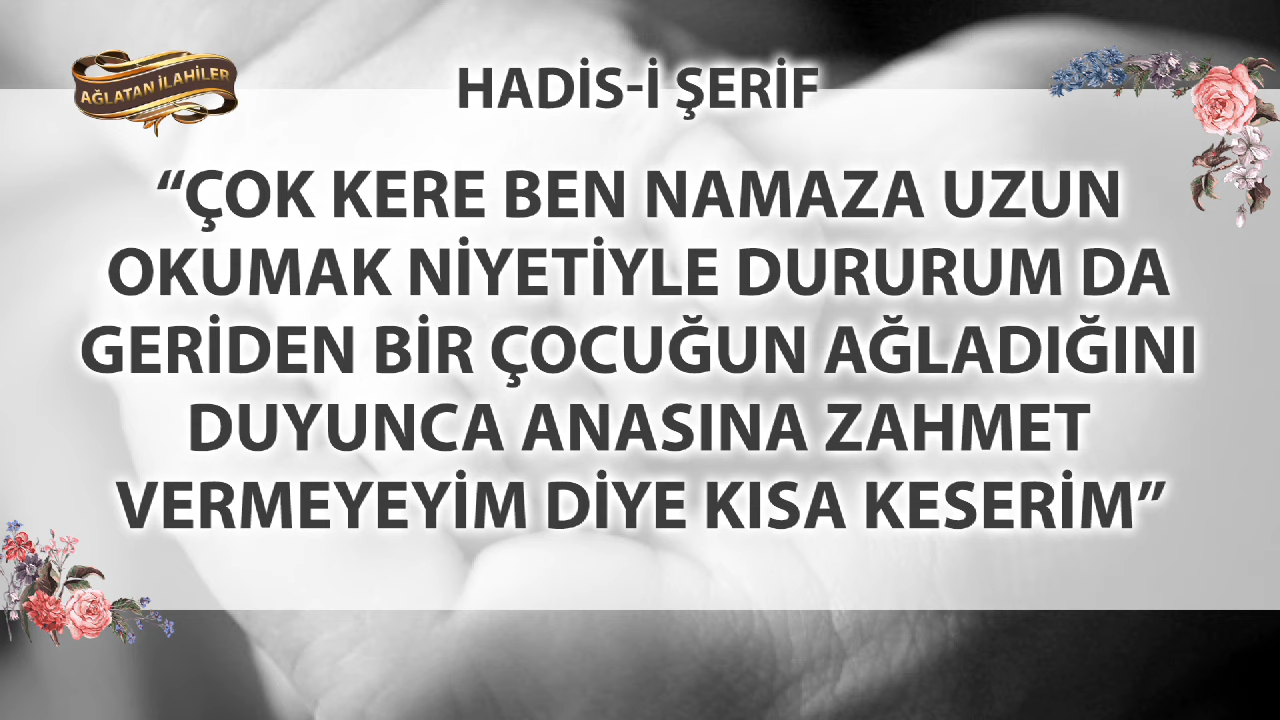 AĞLATAN İLAHİLER
HADİS-İ ŞERİF
“ÇOK KERE BEN NAMAZA UZUN
OKUMAK NİYETİYLE DURURUM DA
GERİDEN BİR ÇOCUĞUN AĞLADIĞINI
DUYUNCA ANASINA ZAHMET
VERMEYEYİM DİYE KISA KESERİM”